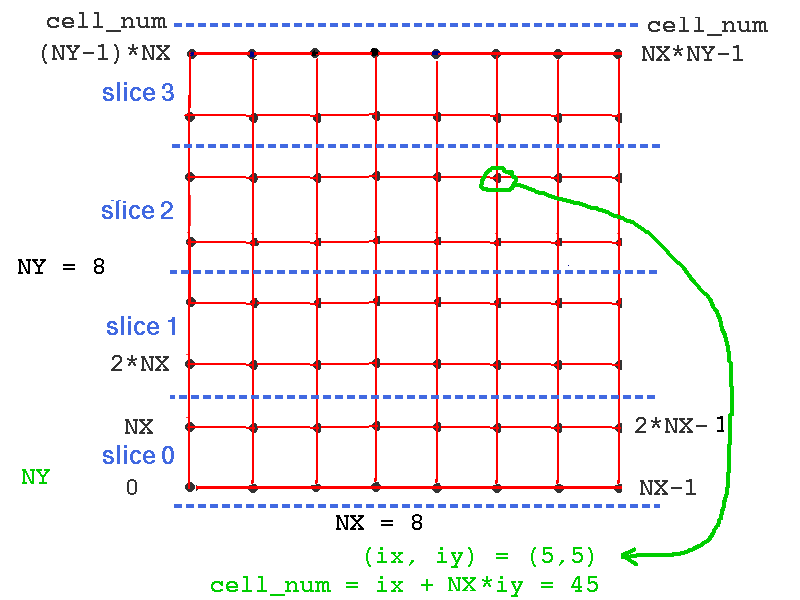 cell_num
cell_num
(NY-1)*NX
NX*NY-1
slice 3
slice 2
NY = 8
slice 1
2*NX
NX
2*NX-1
slice 0
NY
0
NX-1
NX = 8
(ix, iy) = (5,5)
cell_num = ix + NX*iy = 45